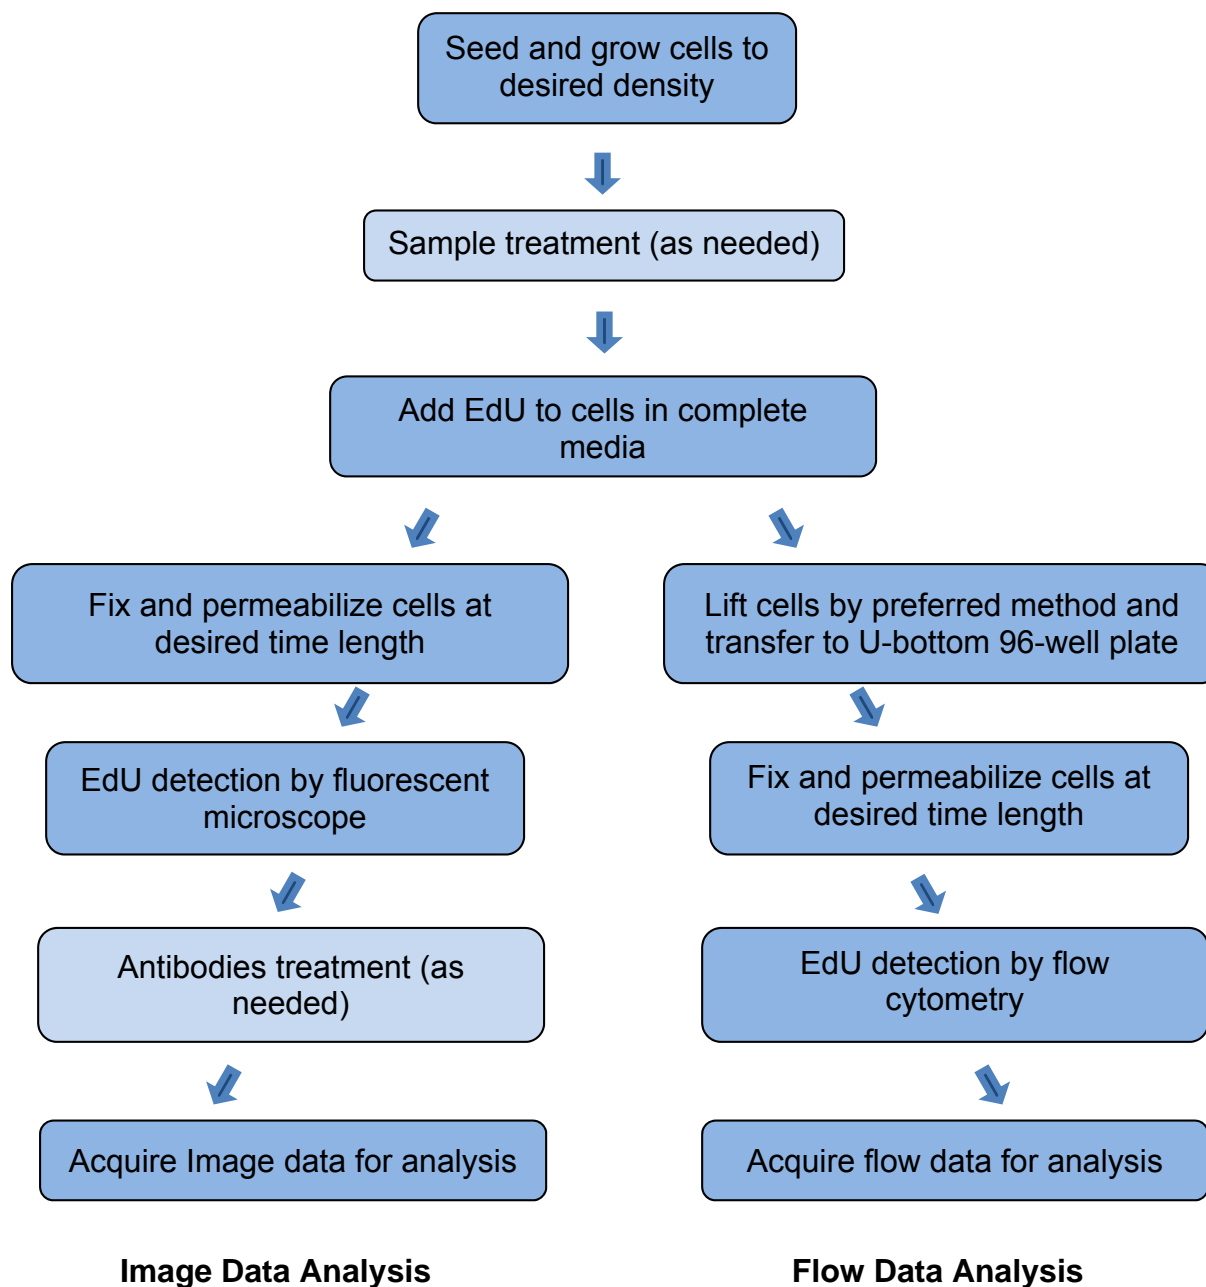 Seed and grow cells to
desired density
Sample treatment (as needed)
Add EdU to cells in complete
media
Fix and permeabilize cells at
desired time length
EdU detection by fluorescent
microscope
Antibodies treatment (as
needed)
Acquire Image data for analysis
Image Data Analysis
Lift cells by preferred method and
transfer to U-bottom 96-well plate
Fix and permeabilize cells at
desired time length
EdU detection by flow
cytometry
Acquire flow data for analysis
Flow Data Analysis